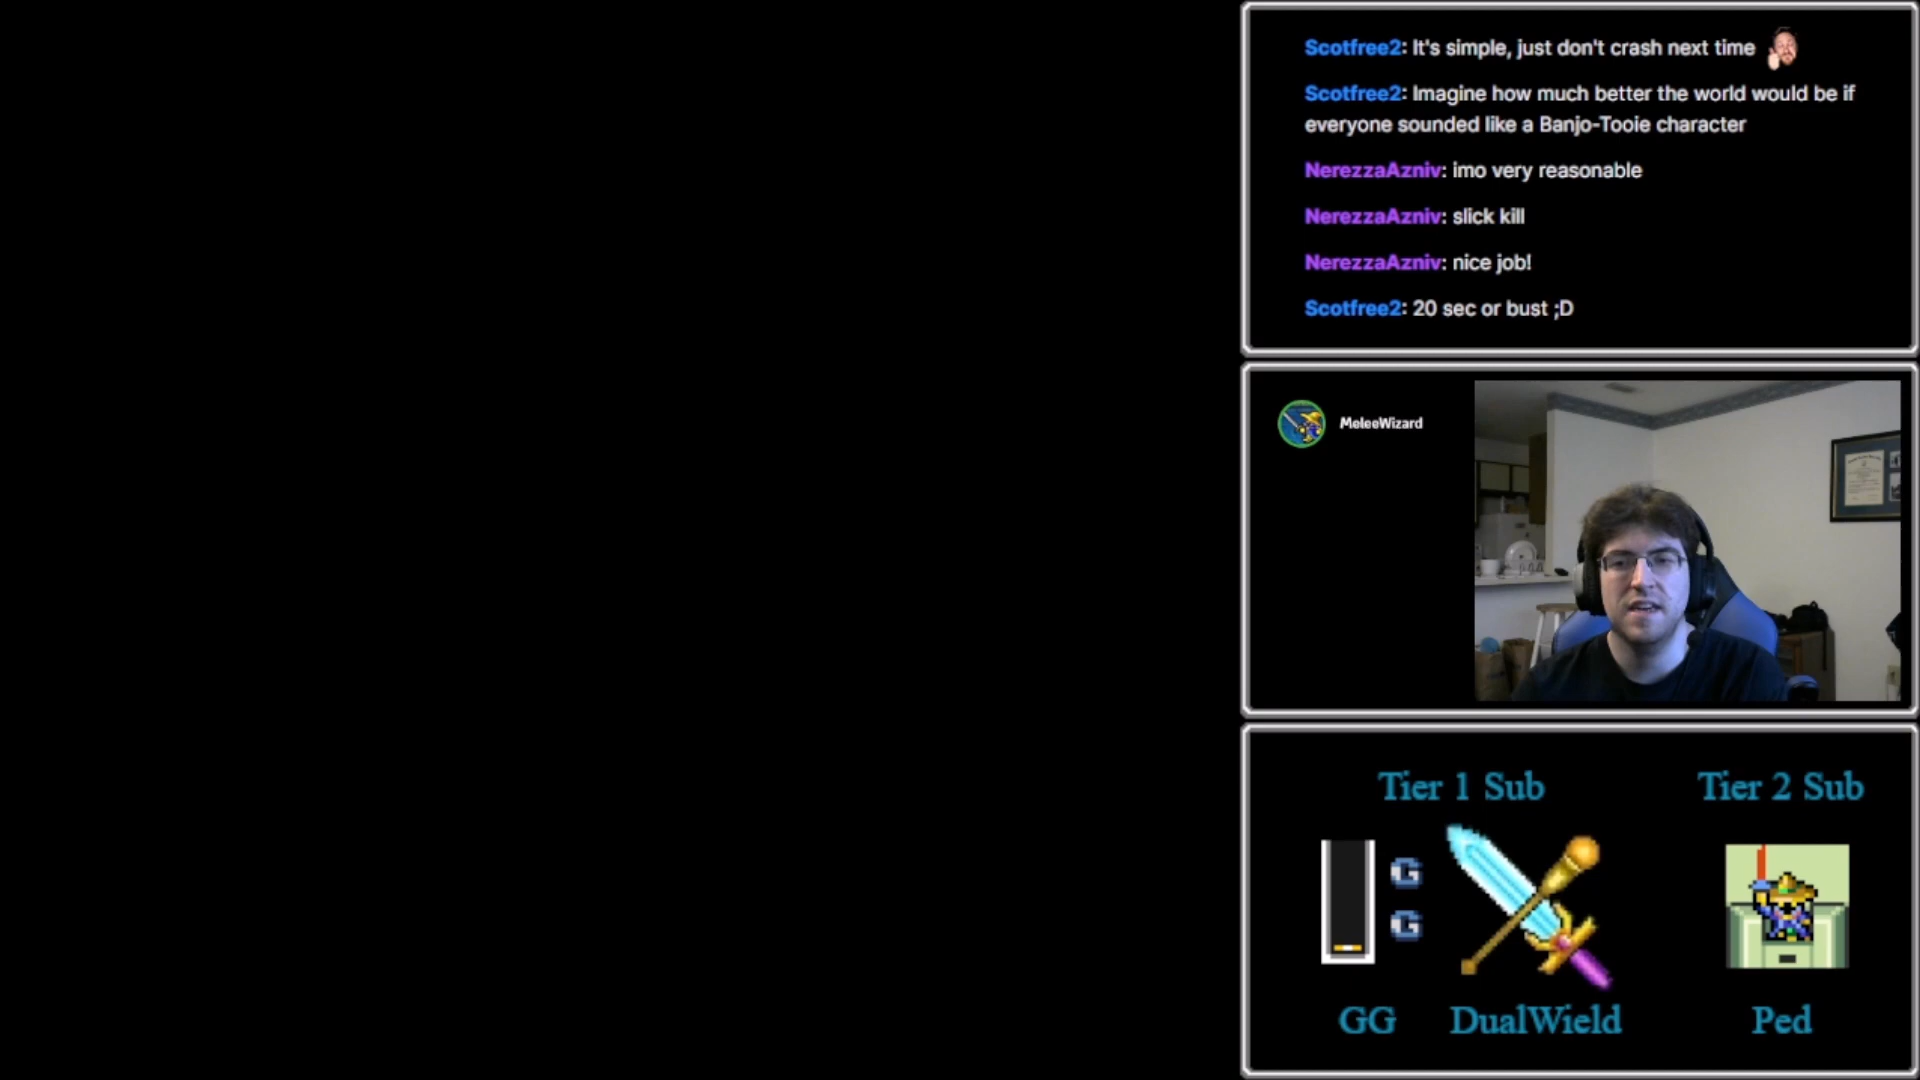 Scotfree2: It's simple, just don't crash next time
Scotfree2: Imagine how much better the world would be if
everyone sounded like a Banjo-Tooie character
NerezzaAzniv: imo very reasonable
NerezzaAzniv: slick kill
NerezzaAzniv: nice job!
Scotfree2: 20 sec or bust ;D
MeleeWizard
Tier 1 Sub
Tier 2 Sub
G
G
GG
DualWield
Ped